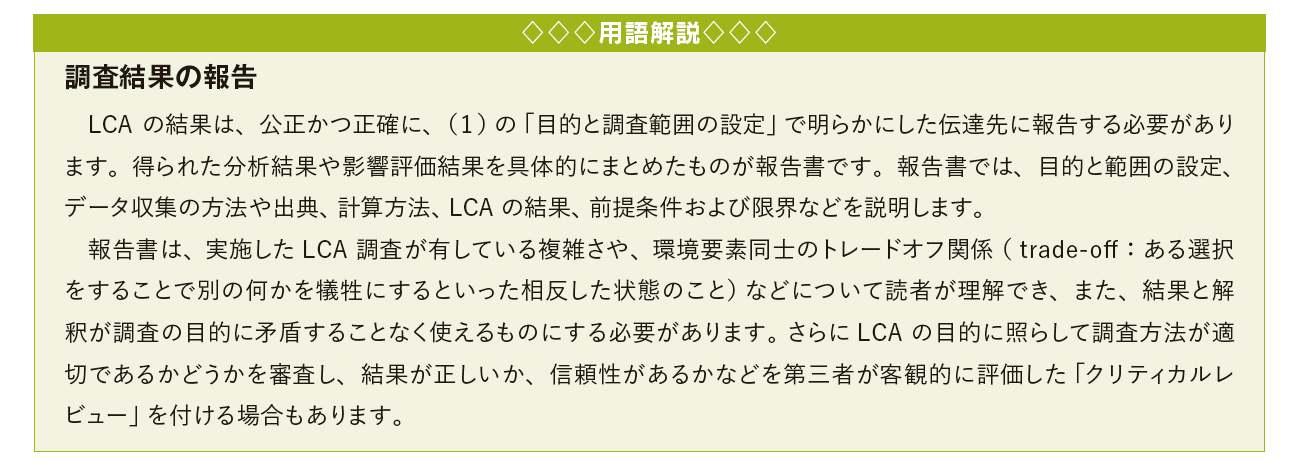 ◇◇◇用語解説◇◇◇
調査結果の報告
LCA の結果は、公正かつ正確に、（1）の「目的と調査範囲の設定」で明らかにした伝達先に報告する必要があり
ます。得られた分析結果や影響評価結果を具体的にまとめたものが報告書です。報告書では、目的と範囲の設定、
データ収集の方法や出典、計算方法、LCA の結果、前提条件および限界などを説明します。
報告書は、実施した LCA 調査が有している複雑さや、環境要素同士のトレードオフ関係（ trade-off：ある選択
をすることで別の何かを犠牲にするといった相反した状態のこと）などについて読者が理解でき、また、結果と解
釈が調査の目的に矛盾することなく使えるものにする必要があります。さらに LCA の目的に照らして調査方法が適
切であるかどうかを審査し、結果が正しいか、信頼性があるかなどを第三者が客観的に評価した「クリティカルレ
ビュー」を付ける場合もあります。